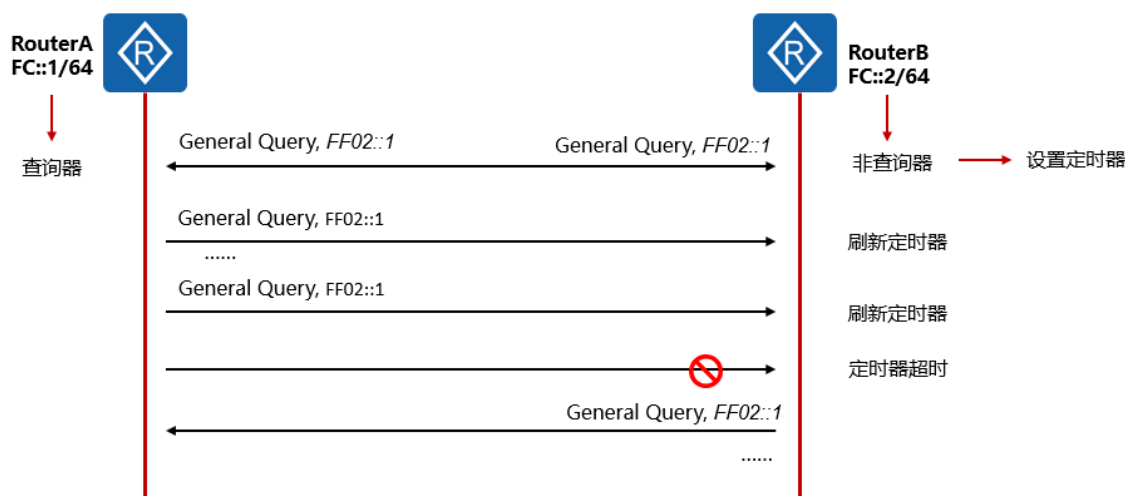 RouterA
FC::1/64
R
R
RouterB
FC::2/64
General Query, FF02::1
General Query, FF02::1
查询器
非查询器
设置定时器
General Query, FF02::1
刷新定时器
......
General Query, FF02::1
刷新定时器
定时器超时
General Query, FF02::1
......